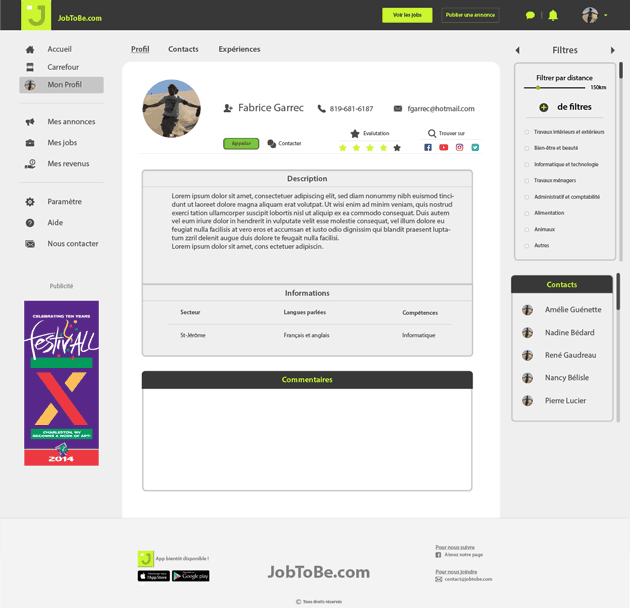 JobToBe.com
Voir les jobs
Publier une annonce
Accueil
Carrefour
Mon Profil
Mes annonces
Mes jobs
Mes revenus
Paramètre
Aide
Nous contacter
Publicité
CELEBRATING TEN YEARS
FESTIVALL
CHARLESTON, WV
BECOMES A WORK OF ART
2014
Profil
Contacts
Expériences
Fabrice Garrec
819-681-6187
fgarrec@hotmail.com
Appeler
Contacter
Evalutation
Trouver sur
Description
Lorem ipsum dolor sit amet, consectetuer adipiscing elit, sed diam nonummy nibh euismod tinci-
dunt ut laoreet dolore magna aliquam erat volutpat. Ut wisi enim ad minim veniam, quis nostrud
exerci tation ullamcorper suscipit lobortis nisl ut aliquip ex ea commodo consequat. Duis autem
vel eum iriure dolor in hendrerit in vulputate velit esse molestie consequat, vel illum dolore eu
feugiat nulla facilisis at vero eros et accumsan et iusto odio dignissim qui blandit praesent lupta-
tum zzril delenit augue duis dolore te feugait nulla facilisi.
Lorem ipsum dolor sit amet, cons ectetuer adipiscin.
Informations
Secteur
Langues parlées
Compétences
St-Jérôme
Français et anglais
Informatique
Commentaires
Filtres
Filtrer par distance
150km
de filtres
Travaux intérieurs et extérieurs
Bien-être et beauté
Informatique et technologie
Travaux ménagers
Administratif et comptabilité
Alimentation
Animaux
Autres
Contacts
Amélie Guénette
Nadine Bédard
René Gaudreau
Nancy Bélisle
Pierre Lucier
App bientôt disponible !
App Store
Google play
JobToBe.com
Pour nous suivre
Aimez notre page
Pour nous joindre
contact@jobtobe.com
© Tous droits réservés